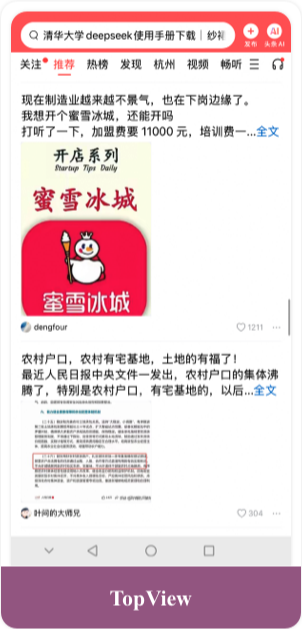 清华大学deepseek使用手册下载｜纱礼
发布
头条AI
关注
推荐
热榜
发现
杭州
视频
畅听
现在制造业越来越不景气，也在下岗边缘了。
我想开个蜜雪冰城，还能开吗
打听了一下，加盟费要 11000 元，培训费一...全文
开店系列
Startup Tips Daily
蜜雪冰城
蜜雪冰城
dengfour
1211
农村户口，农村有宅基地，土地的有福了！
最近人民日报中央文件一发出，农村户口的集体沸
腾了，特别是农村户口，有宅基地的，以后...全文
叶问的大师兄
304
TopView